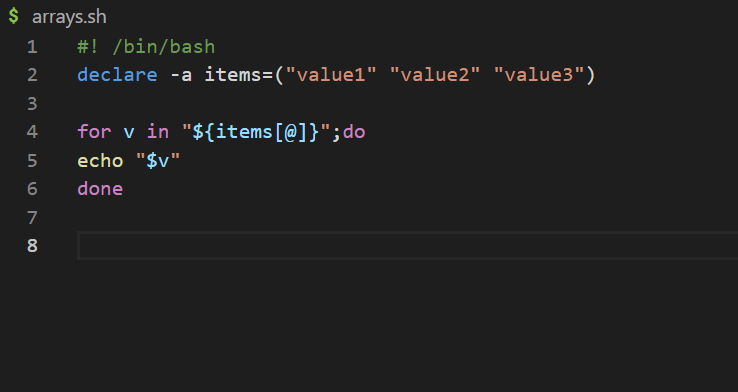 $ arrays.sh
1 #! /bin/bash
2 declare -a items=("value1" "value2" "value3")
3
4 for v in "${items[@]}";do
5 echo "$v"
6 done
7
8